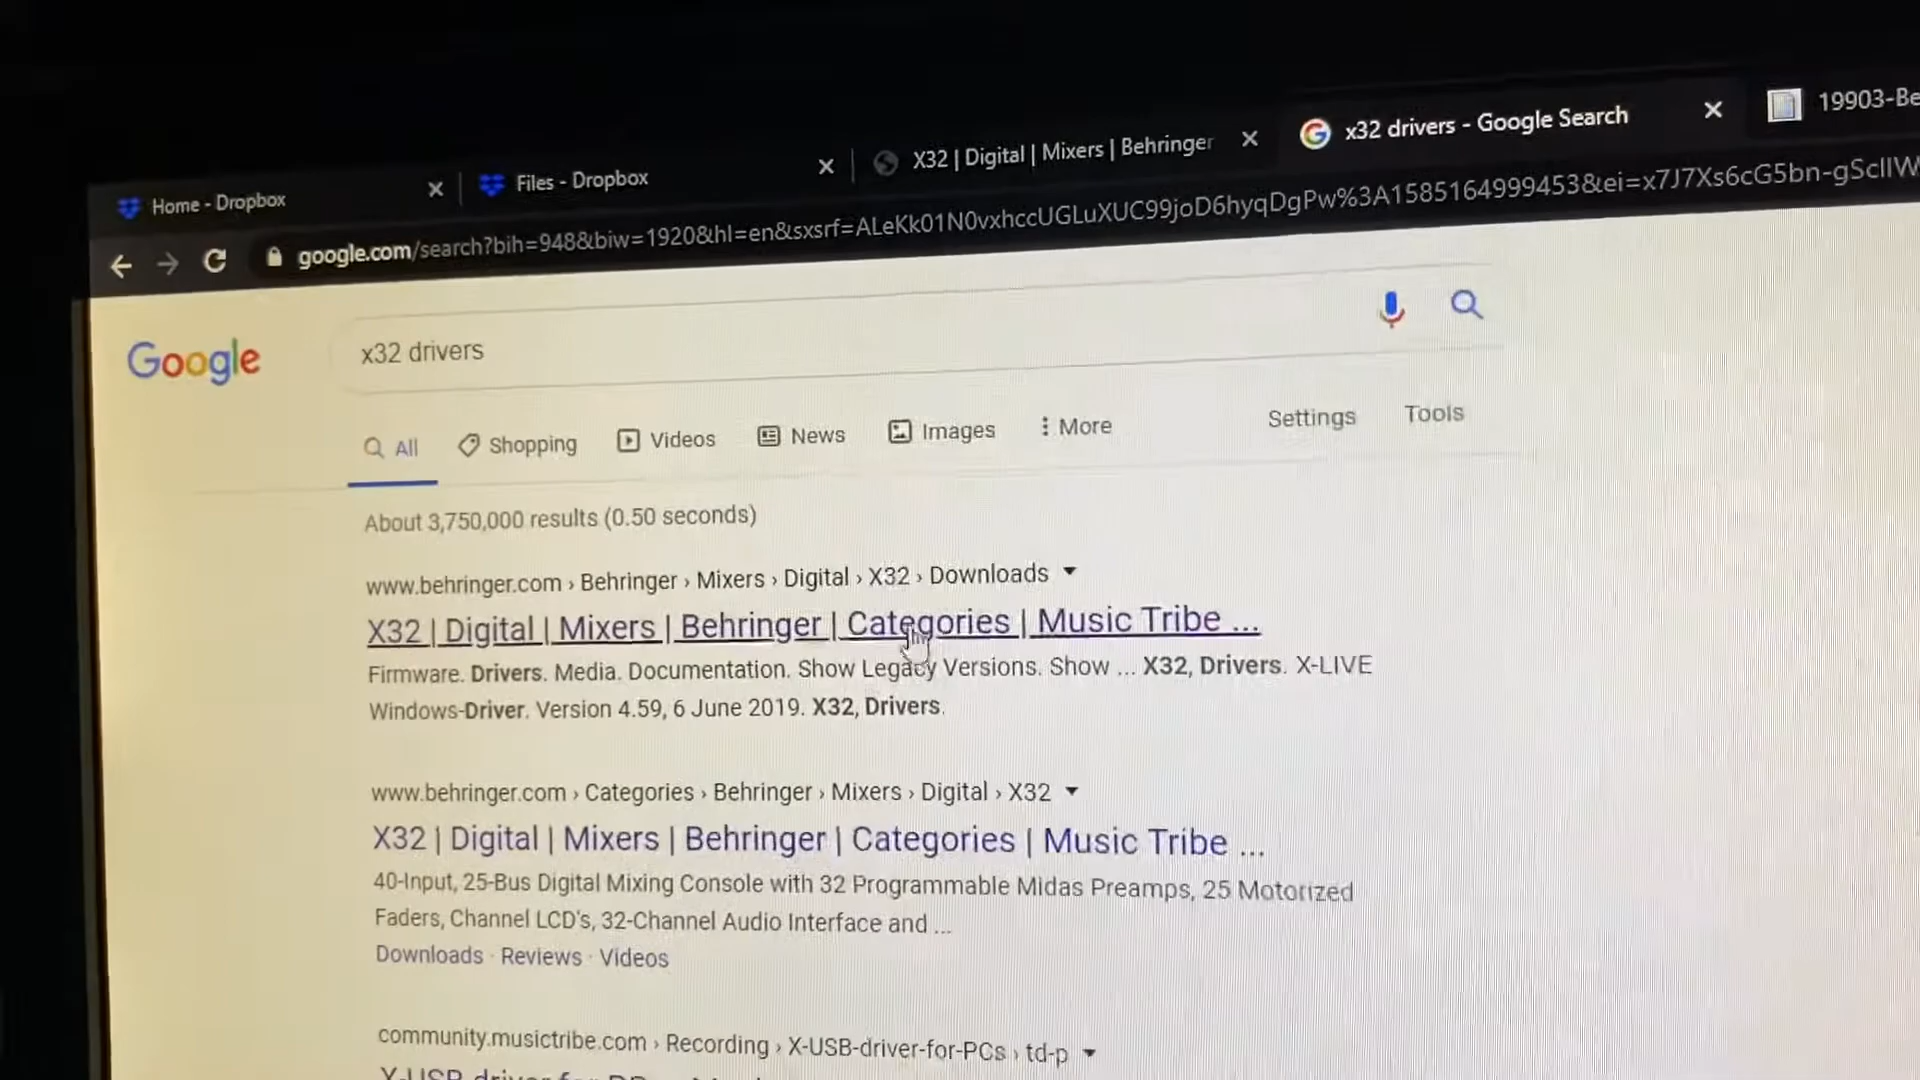 Home - Dropbox
Files - Dropbox
X32 | Digital | Mixers | Behringer
x32 drivers - Google Search
19903-Be
google.com/search?bih=948&biw=1920&hl=en&sxsrf=ALeKk01N0vxhccUGLuXUC99joD6hyqDgPw%3A1585164999453&ei=x7J7Xs6cG5bn-gScIIW
Google
x32 drivers
All
Shopping
Videos
News
Images
More
Settings
Tools
About 3,750,000 results (0.50 seconds)
www.behringer.com › Behringer › Mixers › Digital › X32 › Downloads
X32 | Digital | Mixers | Behringer | Categories | Music Tribe ...
Firmware. Drivers. Media. Documentation. Show Legacy Versions. Show ... X32, Drivers. X-LIVE
Windows-Driver. Version 4.59, 6 June 2019. X32, Drivers.
www.behringer.com › Categories › Behringer › Mixers › Digital › X32
X32 | Digital | Mixers | Behringer | Categories | Music Tribe ...
40-Input, 25-Bus Digital Mixing Console with 32 Programmable Midas Preamps, 25 Motorized
Faders, Channel LCD's, 32-Channel Audio Interface and ...
Downloads · Reviews · Videos
community.musictribe.com › Recording › X-USB-driver-for-PCs › td-p
X-USB driver for